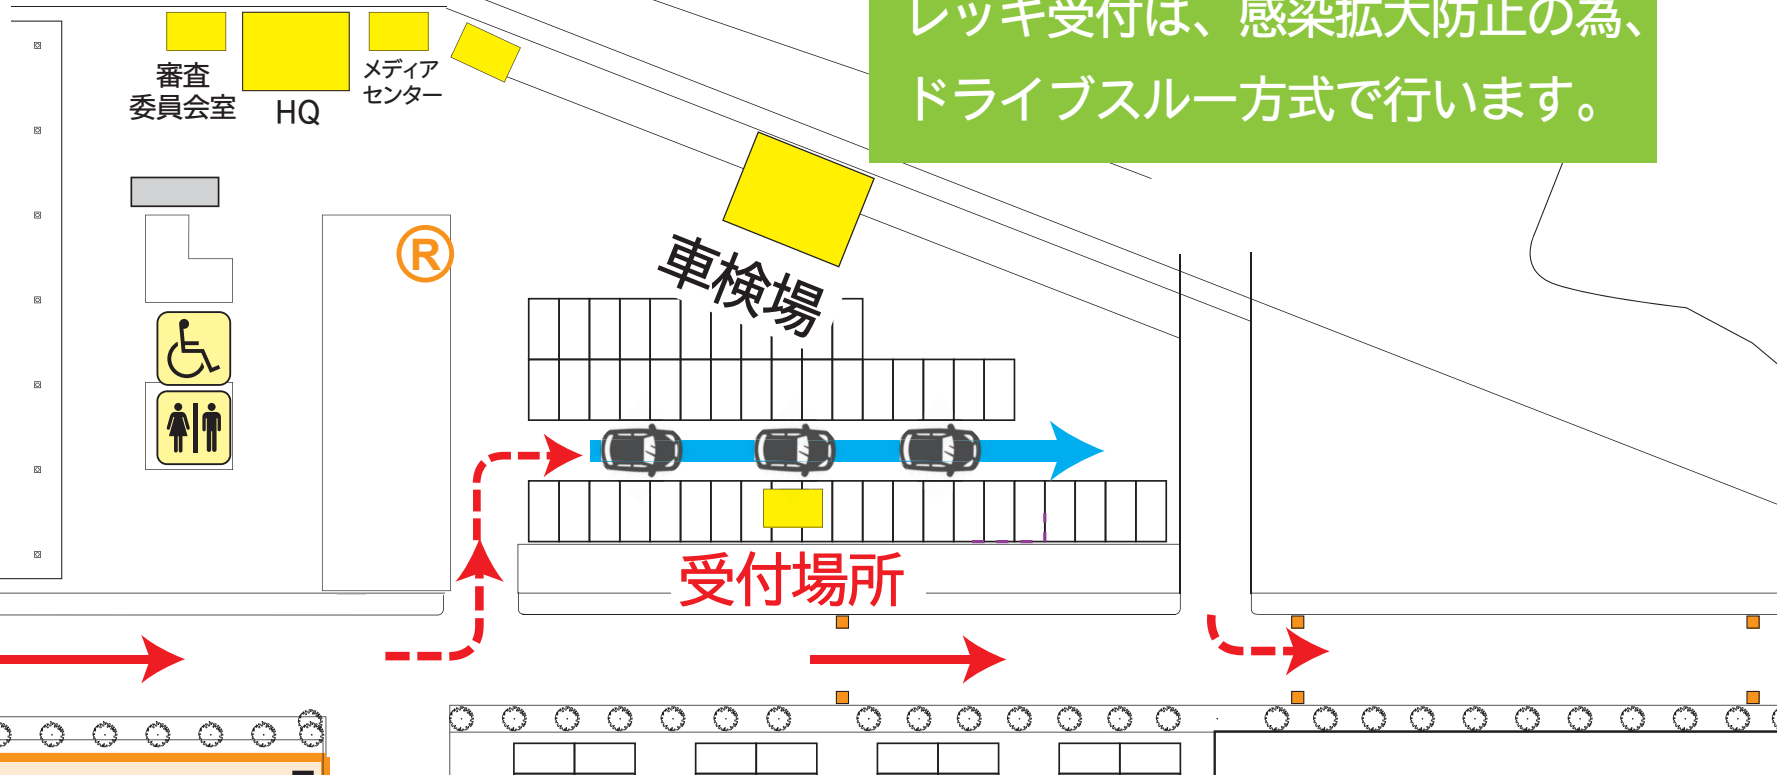 レッキ受付は、感染拡大防止の為、
ドライブスルー方式で行います。
審査
委員会室
HQ
メディア
センター
®
車検場
受付場所